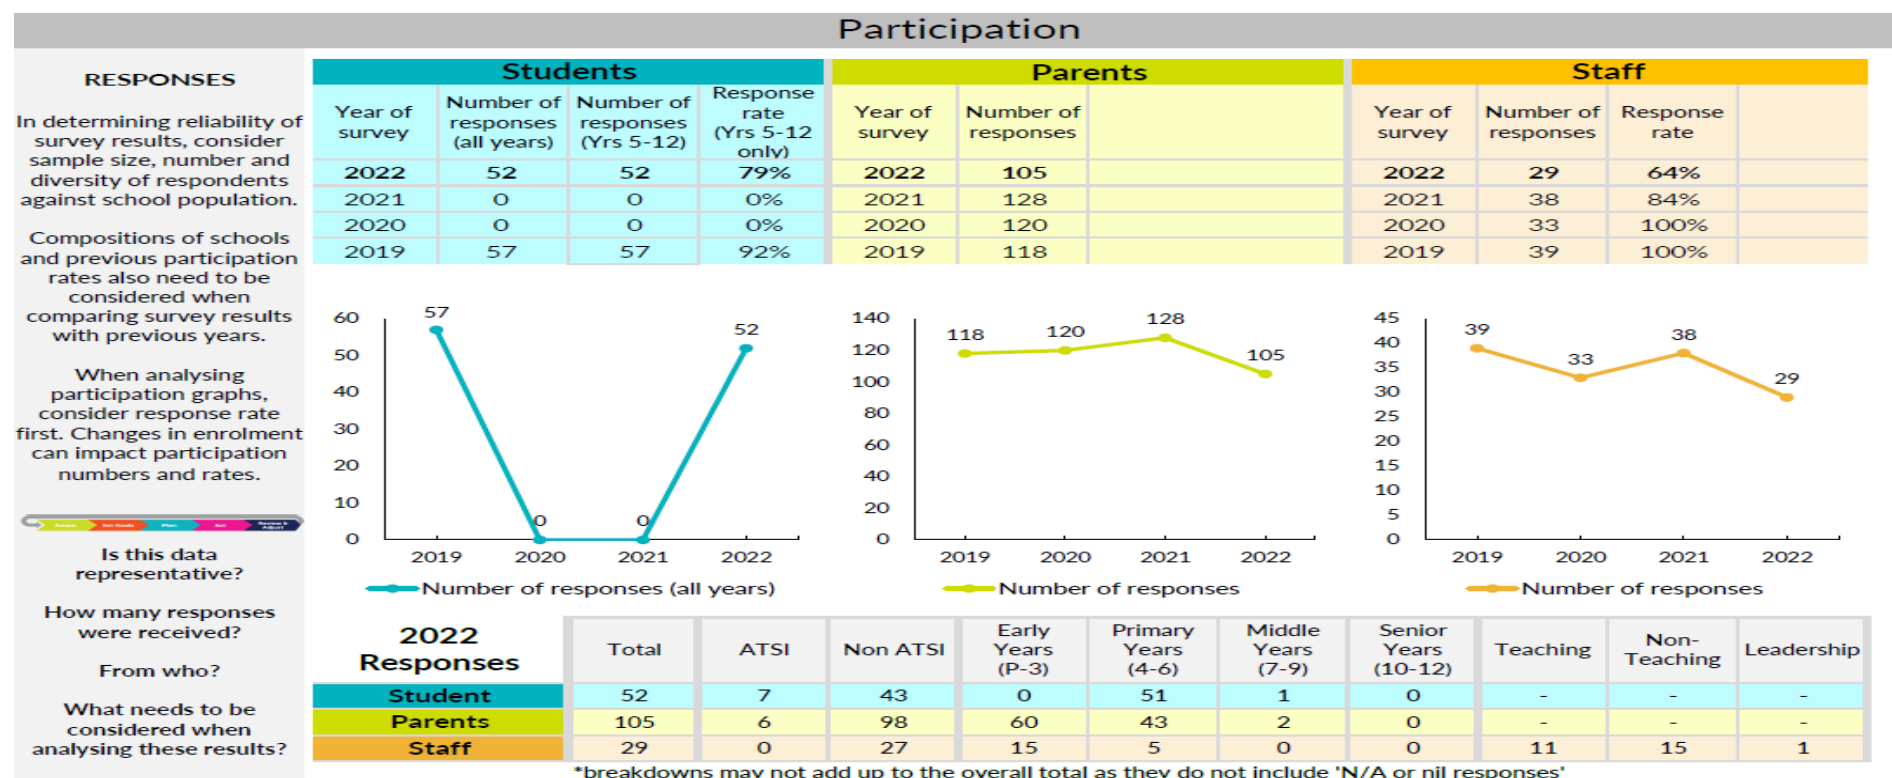 Participation
RESPONSES
In determining reliability of
survey results, consider
sample size, number and
diversity of respondents
against school population.
Compositions of schools
and previous participation
rates also need to be
considered when
comparing survey results
with previous years.
When analysing
participation graphs,
consider response rate
first. Changes in enrolment
can impact participation
numbers and rates.
Assess Set Goals Plan Act Review & Adjust
Is this data
representative?
How many responses
were received?
From who?
What needs to be
considered when
analysing these results?
Students
Year of survey Number of responses (all years) Number of responses (Yrs 5-12) Response rate (Yrs 5-12 only)
2022 52 52 79%
2021 0 0 0%
2020 0 0 0%
2019 57 57 92%
Parents
Year of survey Number of responses
2022 105
2021 128
2020 120
2019 118
Staff
Year of survey Number of responses Response rate
2022 29 64%
2021 38 84%
2020 33 100%
2019 39 100%
60
50
40
30
20
10
0
57 0 0 52
2019 2020 2021 2022
Number of responses (all years)
140
120
100
80
60
40
20
0
118 120 128 105
2019 2020 2021 2022
Number of responses
45
40
35
30
25
20
15
10
5
0
39 33 38 29
2019 2020 2021 2022
Number of responses
2022 Responses Total ATSI Non ATSI Early Years (P-3) Primary Years (4-6) Middle Years (7-9) Senior Years (10-12) Teaching Non-Teaching Leadership
Student 52 7 43 0 51 1 0 - - -
Parents 105 6 98 60 43 2 0 - - -
Staff 29 0 27 15 5 0 0 11 15 1
*breakdowns may not add up to the overall total as they do not include 'N/A or nil responses'